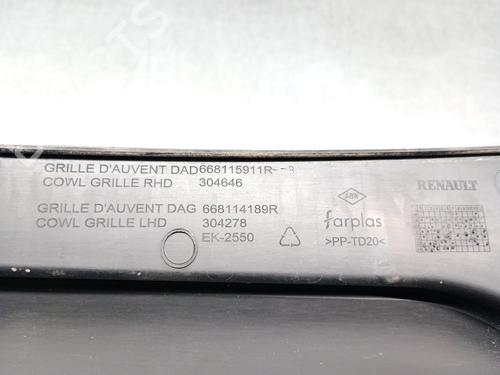 GRILLE D'AUVENT DAD 668115911R
COWL GRILLE RHD 304646
GRILLE D'AUVENT DAG 668114189R
COWL GRILLE LHD 304278
EK-2550
farplas
>PP-TD20<
RENAULT